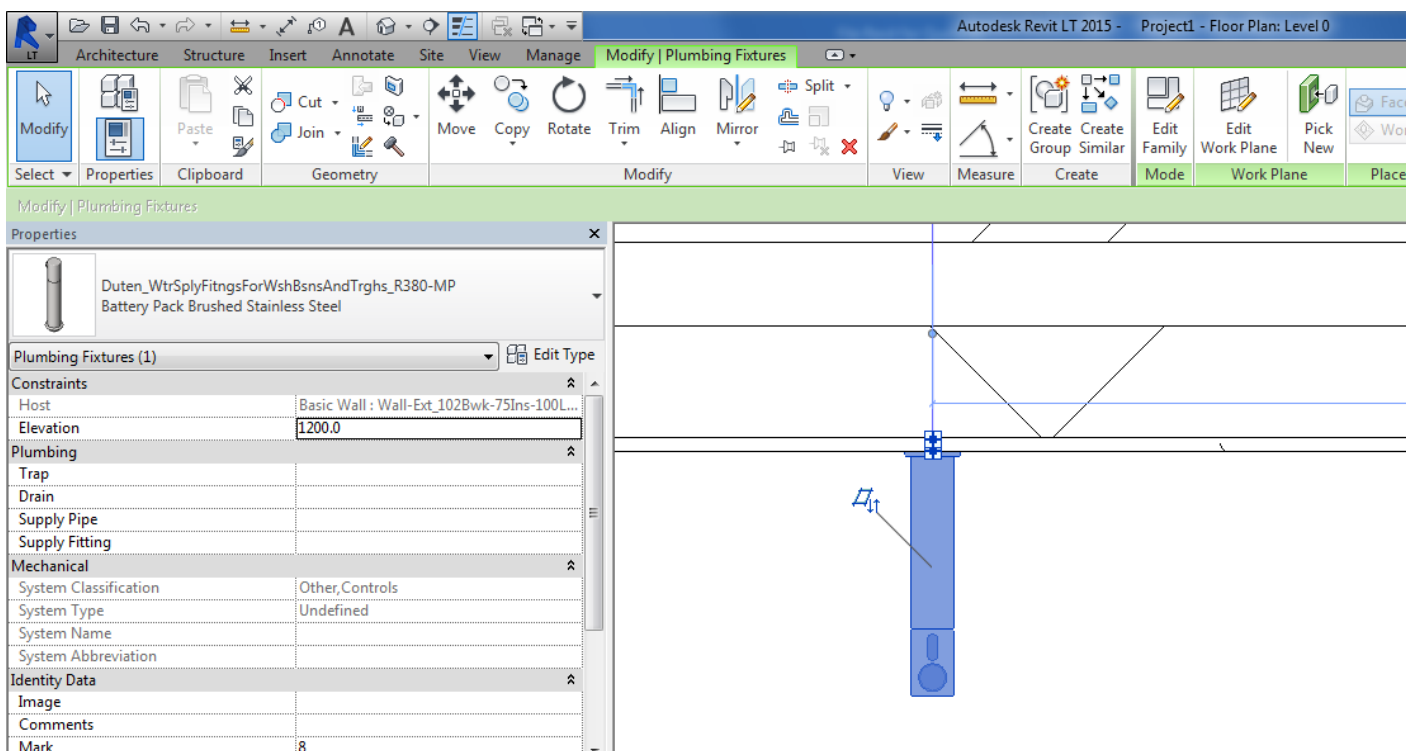 Autodesk Revit LT 2015 - Project1 - Floor Plan: Level 0
LT
Architecture Structure Insert Annotate Site View Manage Modify | Plumbing Fixtures
Modify
Paste
Cut
Join
Move Copy Rotate Trim Align Mirror
Split
Create Group
Create Similar
Edit Family
Edit Work Plane
Pick New
Fac
Wo
Select Properties Clipboard Geometry Modify View Measure Create Mode Work Plane Place
Modify | Plumbing Fixtures
Properties
Duten_WtrSplyFitngsForWshBsnsAndTrghs_R380-MP
Battery Pack Brushed Stainless Steel
Plumbing Fixtures (1) Edit Type
Constraints
Host Basic Wall : Wall-Ext_102Bwk-75Ins-100L...
Elevation 1200.0
Plumbing
Trap
Drain
Supply Pipe
Supply Fitting
Mechanical
System Classification Other,Controls
System Type Undefined
System Name
System Abbreviation
Identity Data
Image
Comments
Mark 8